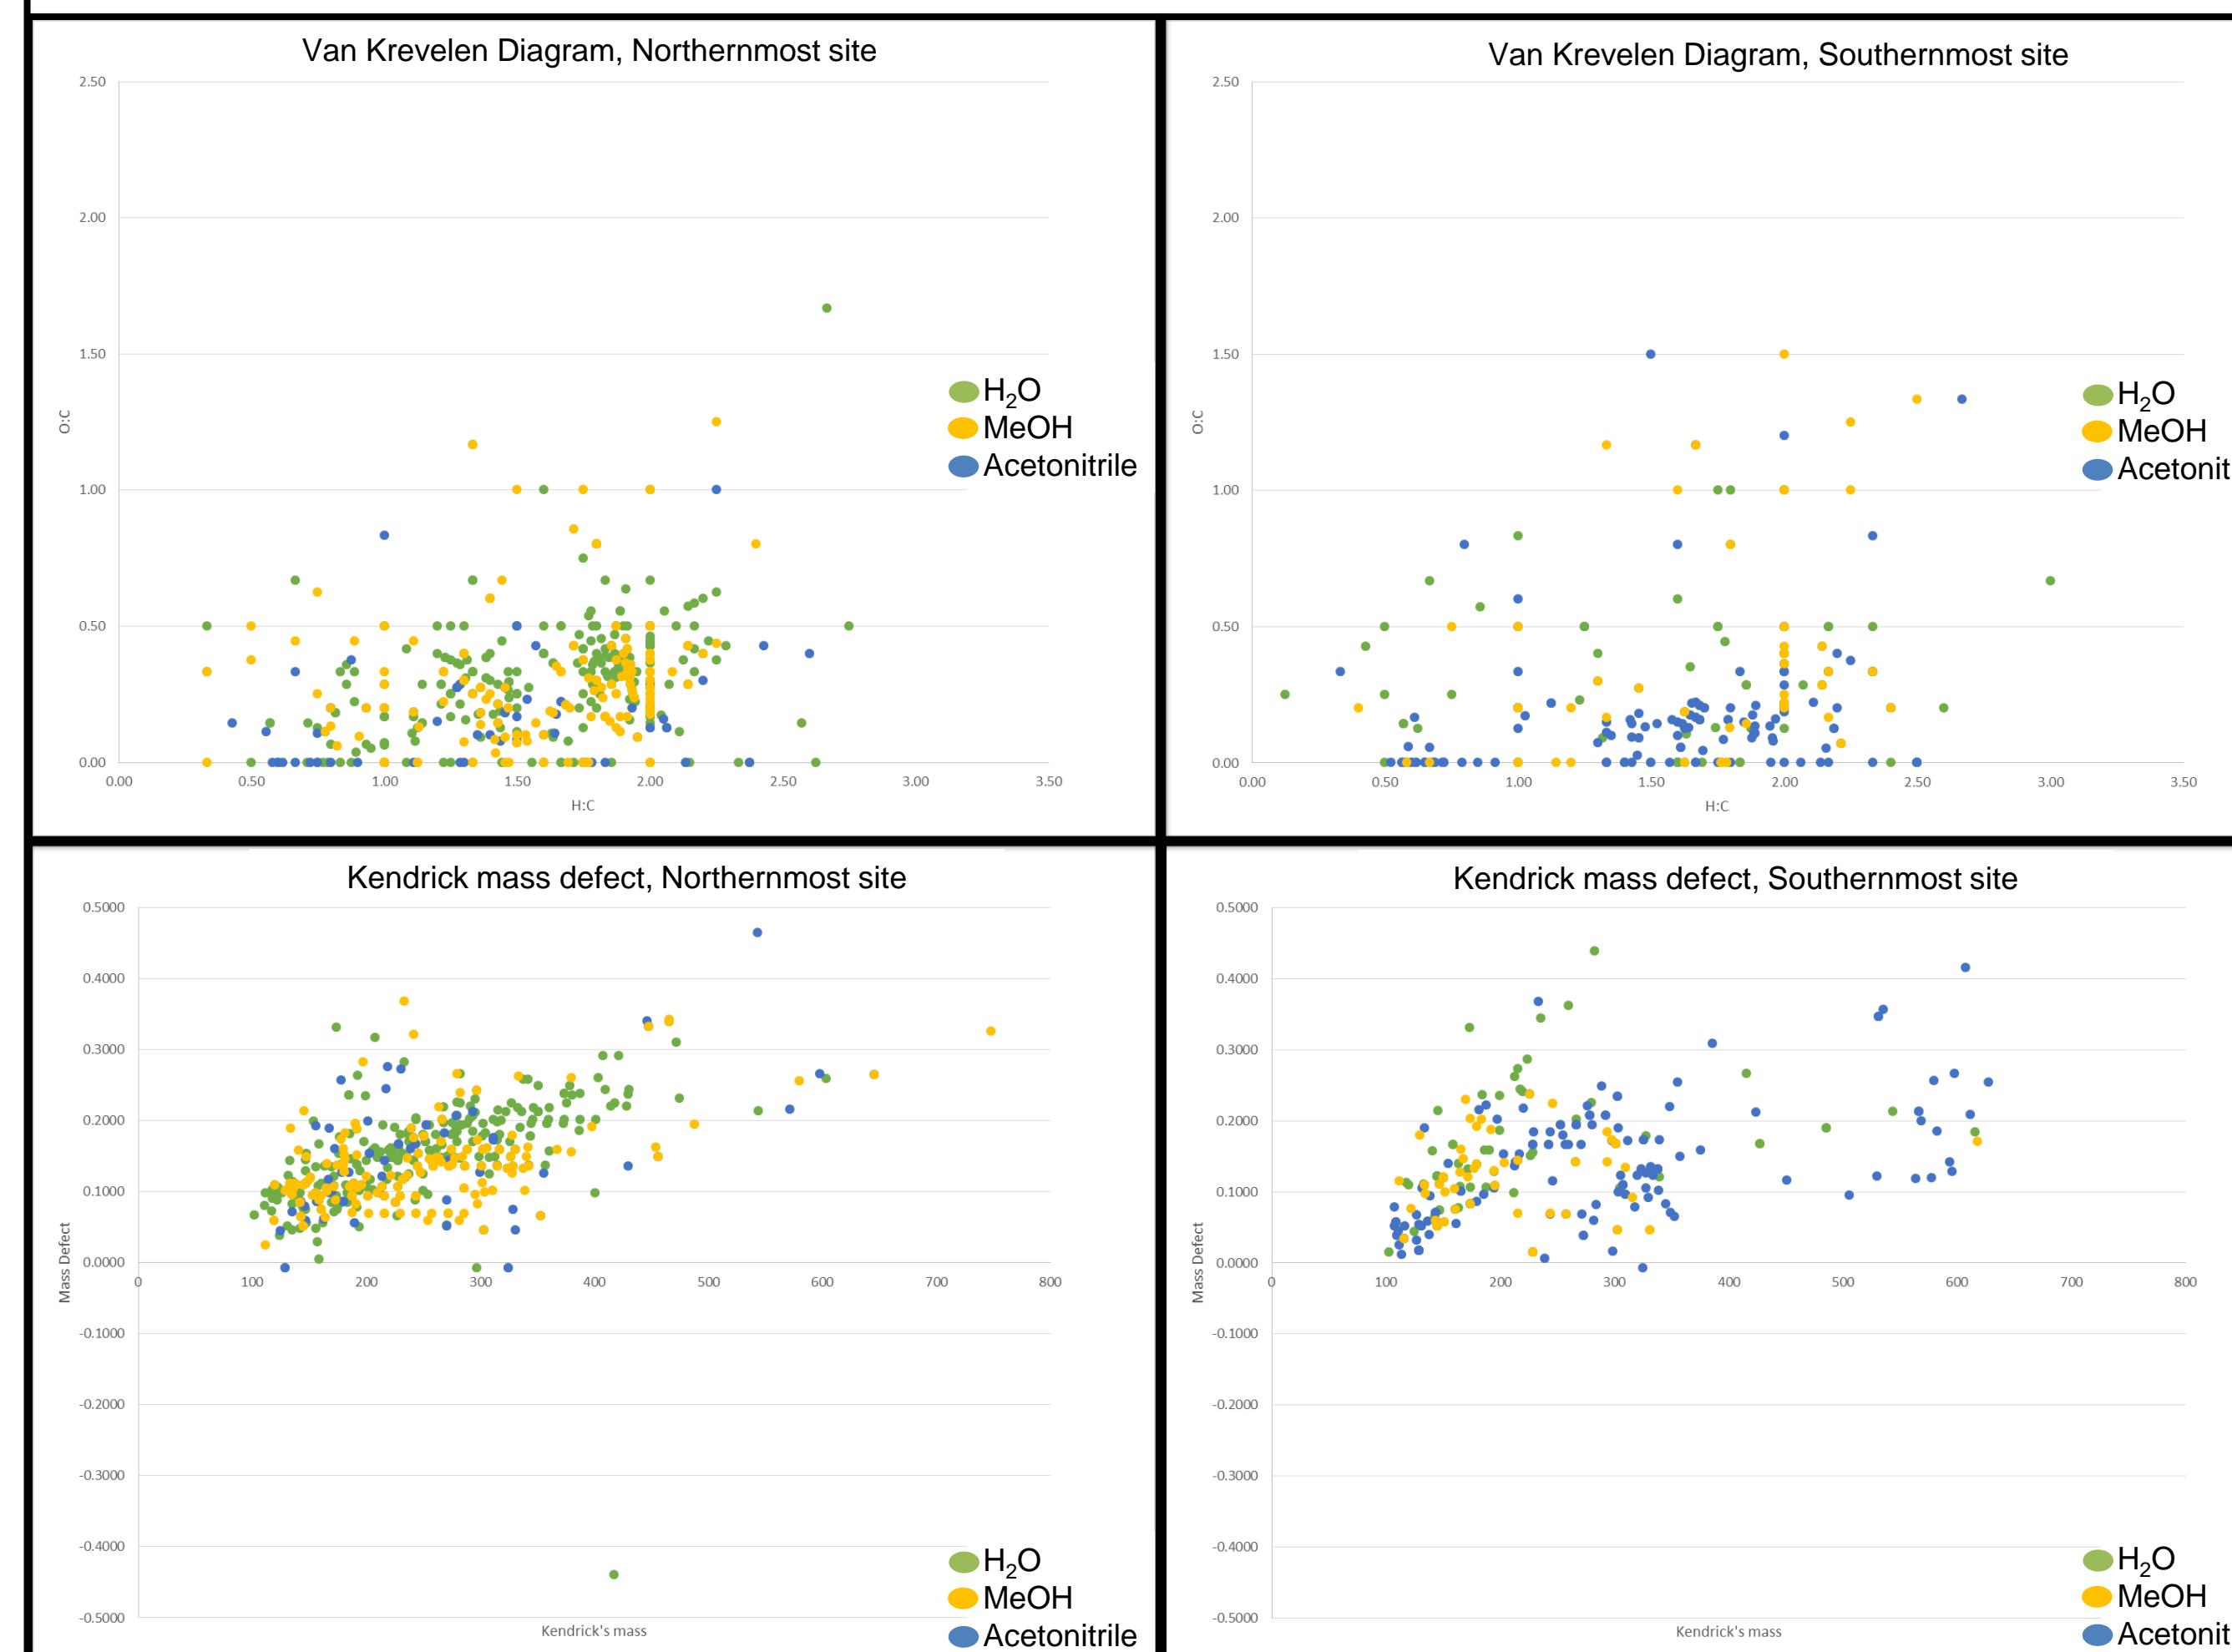 Van Krevelen Diagram, Northernmost site
2.50
2.00
1.50
1.00
0.50
0.00
O:C
0.00 0.50 1.00 1.50 2.00 2.50 3.00 3.50
H:C
H₂O
MeOH
Acetonitrile
Van Krevelen Diagram, Southernmost site
2.50
2.00
1.50
1.00
0.50
0.00
O:C
0.00 0.50 1.00 1.50 2.00 2.50 3.00 3.50
H:C
H₂O
MeOH
Acetonit
Kendrick mass defect, Northernmost site
0.5000
0.4000
0.3000
0.2000
0.1000
0.0000
-0.1000
-0.2000
-0.3000
-0.4000
-0.5000
Mass Defect
0 100 200 300 400 500 600 700 800
Kendrick's mass
H₂O
MeOH
Acetonitrile
Kendrick mass defect, Southernmost site
0.5000
0.4000
0.3000
0.2000
0.1000
0.0000
-0.1000
-0.2000
-0.3000
-0.4000
-0.5000
Mass Defect
0 100 200 300 400 500 600 700 800
Kendrick's mass
H₂O
MeOH
Acetonit